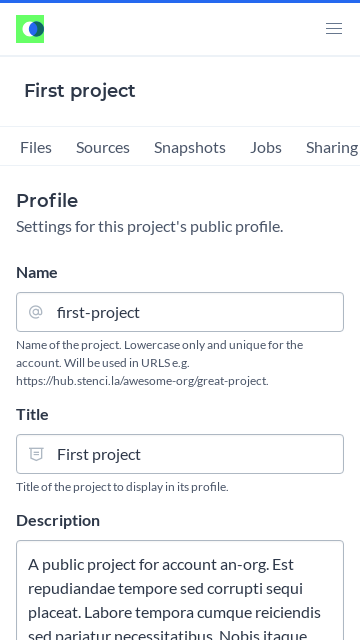 First project
Files Sources Snapshots Jobs Sharing
Profile
Settings for this project's public profile.
Name
@ first-project
Name of the project. Lowercase only and unique for the
account. Will be used in URLS e.g.
https://hub.stenci.la/awesome-org/great-project.
Title
First project
Title of the project to display in its profile.
Description
A public project for account an-org. Est
repudiandae tempore sed corrupti sequi
placeat. Labore tempora cumque reiciendis
sed pariatur necessitatibus. Nobis itaque